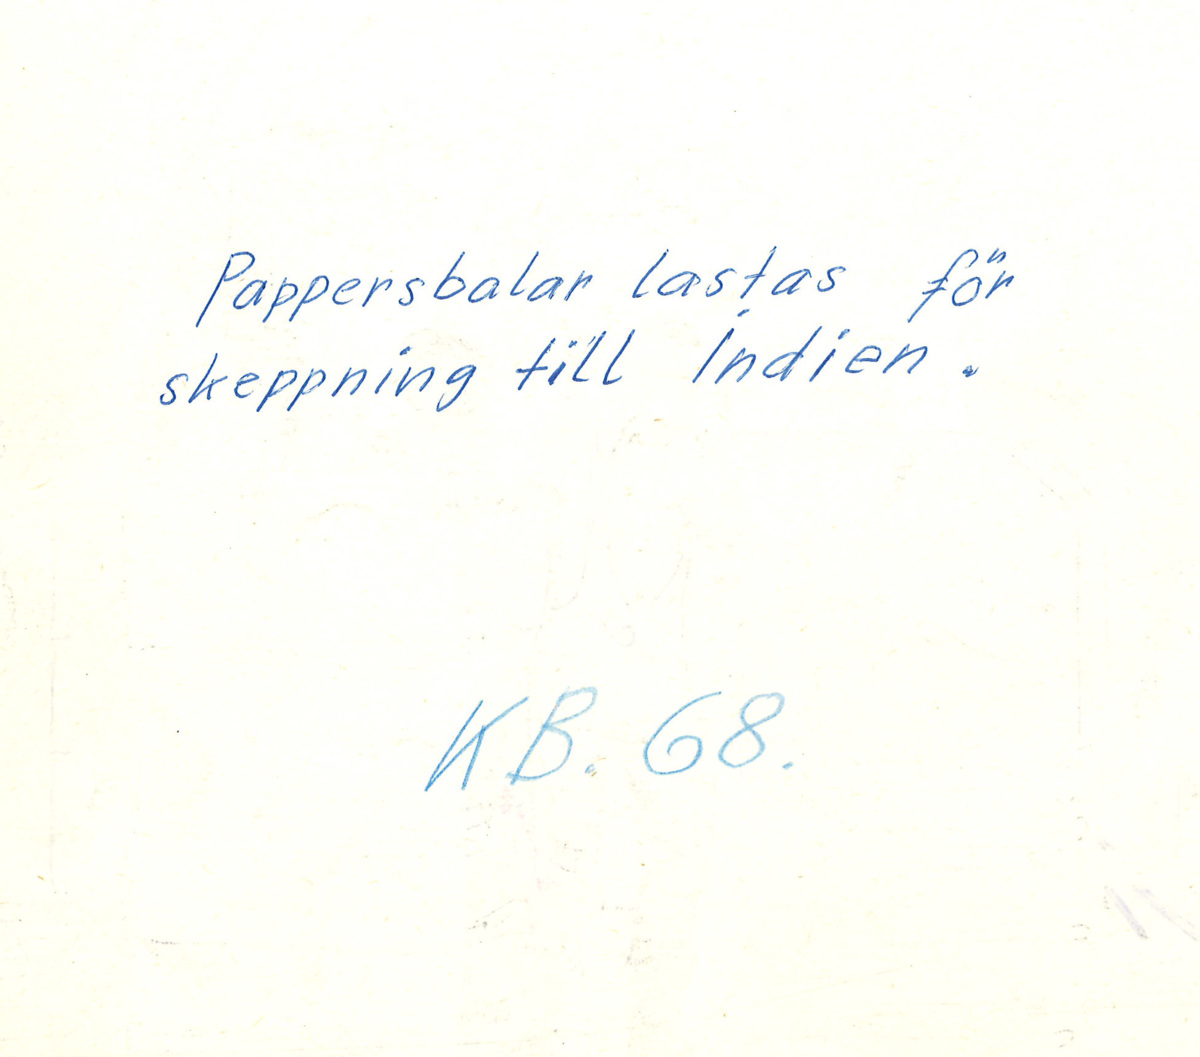 Pappersbalar lastas för
skeppning till Indien.
KB. 68.